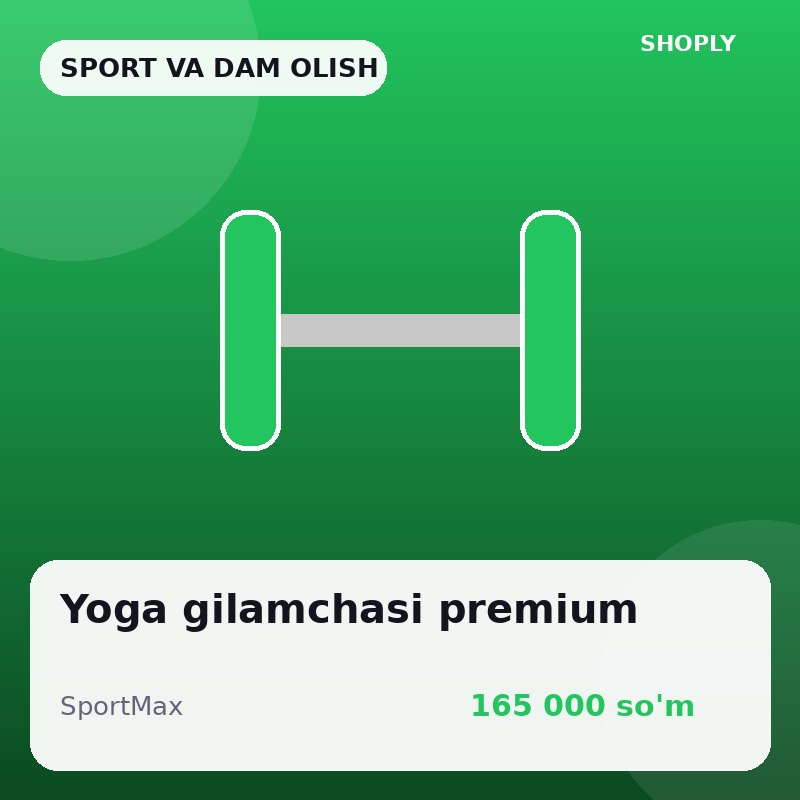 SPORT VA DAM OLISH
SHOPLY
Yoga gilamchasi premium
SportMax
165 000 so'm